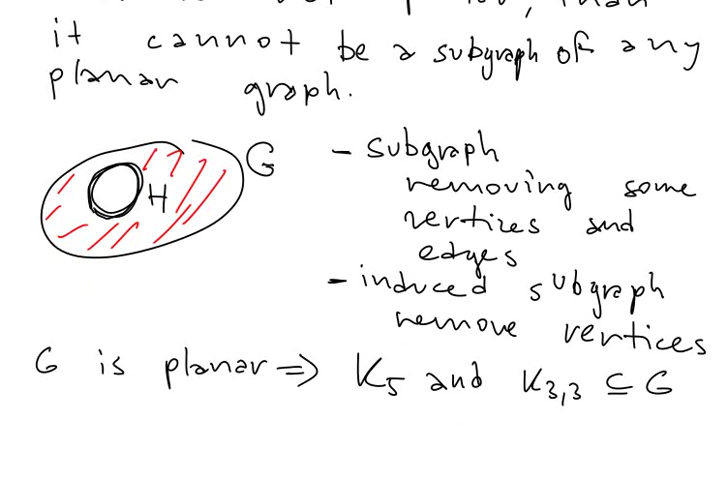 it cannot be a subgraph of any
planar graph.
G
H
- subgraph
removing some
vertizes and
edges
- induced subgraph
remove vertices
G is planar => K₅ and K₃,₃ ⊆ G